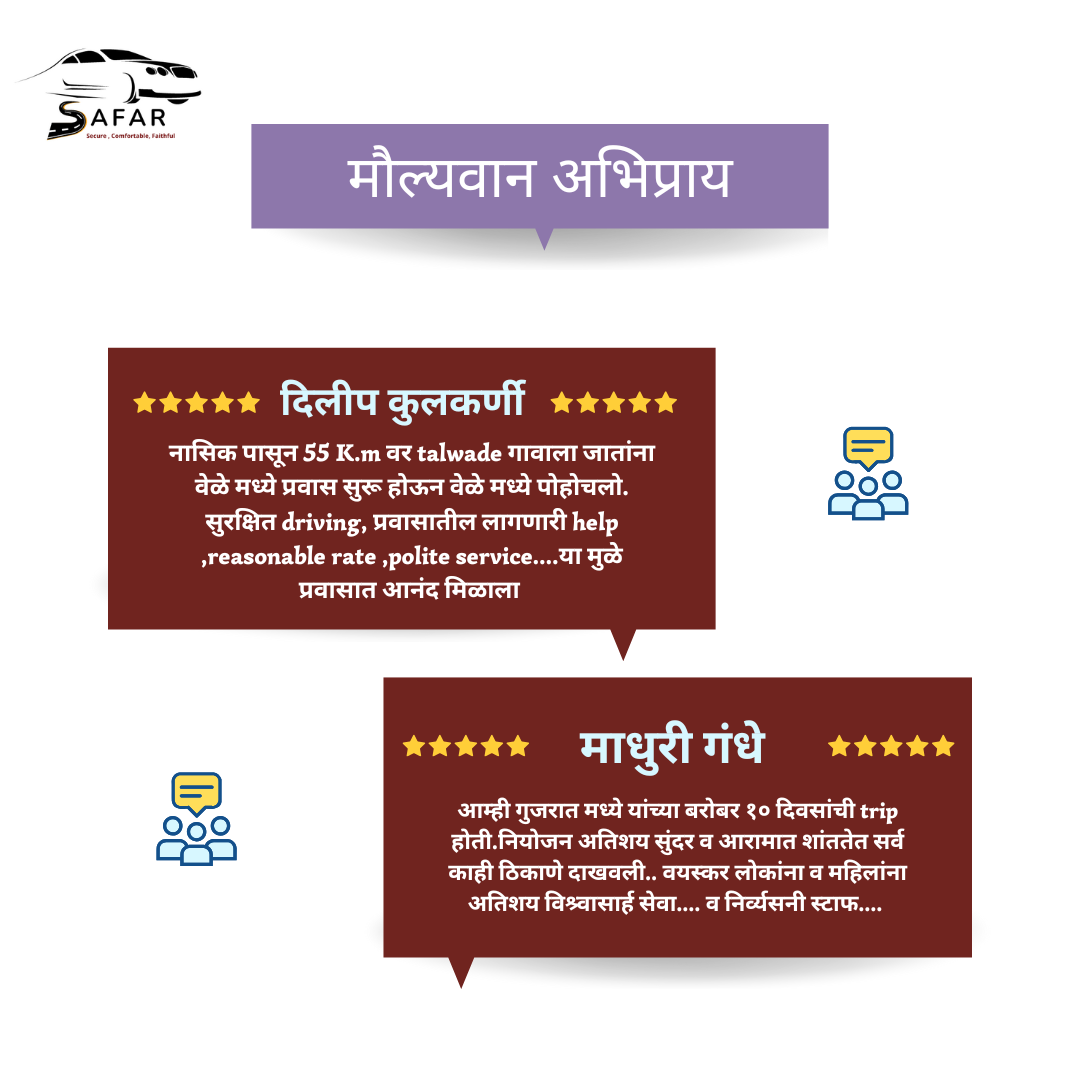 SAFAR
Secure , Comfortable, Faithful
मौल्यवान अभिप्राय
दिलीप कुलकर्णी
नासिक पासून 55 K.m वर talwade गावाला जातांना
वेळे मध्ये प्रवास सुरू होऊन वेळे मध्ये पोहोचलो.
सुरक्षित driving, प्रवासातील लागणारी help
,reasonable rate ,polite service....या मुळे
प्रवासात आनंद मिळाला
माधुरी गंधे
आम्ही गुजरात मध्ये यांच्या बरोबर १० दिवसांची trip
होती.नियोजन अतिशय सुंदर व आरामात शांततेत सर्व
काही ठिकाणे दाखवली.. वयस्कर लोकांना व महिलांना
अतिशय विश्र्वासार्ह सेवा.... व निर्व्यसनी स्टाफ....